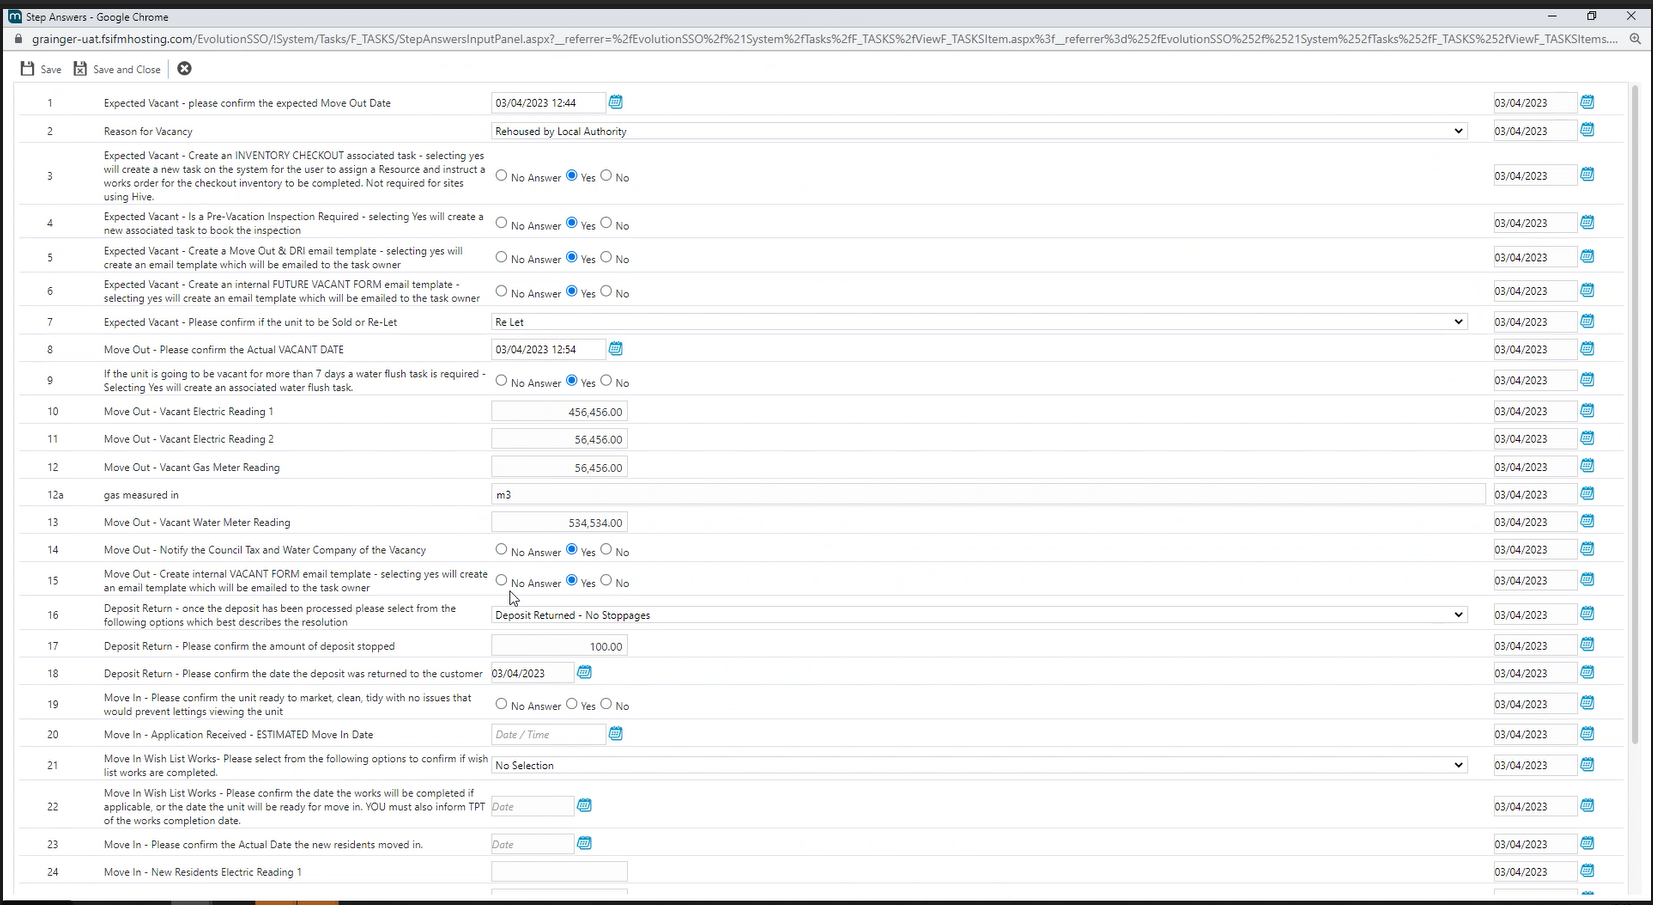 Step Answers - Google Chrome
grainger-uat.fsifmhosting.com/EvolutionSSO/!System/Tasks/F_TASKS/StepAnswersInputPanel.aspx?__referrer=%2fEvolutionSSO%2f%21System%2fTasks%2fF_TASKS%2fViewF_TASKSItem.aspx%3f__referrer%3d%252fEvolutionSSO%252f%2521System%252fTasks%252fF_TASKS%252fViewF_TASKSItems....
Save Save and Close
1 Expected Vacant - please confirm the expected Move Out Date 03/04/2023 12:44 03/04/2023
2 Reason for Vacancy Rehoused by Local Authority 03/04/2023
Expected Vacant - Create an INVENTORY CHECKOUT associated task - selecting yes
will create a new task on the system for the user to assign a Resource and instruct a
3 works order for the checkout inventory to be completed. Not required for sites No Answer Yes No 03/04/2023
using Hive.
4 Expected Vacant - Is a Pre-Vacation Inspection Required - selecting Yes will create a No Answer Yes No 03/04/2023
new associated task to book the inspection
5 Expected Vacant - Create a Move Out & DRI email template - selecting yes will No Answer Yes No 03/04/2023
create an email template which will be emailed to the task owner
6 Expected Vacant - Create an internal FUTURE VACANT FORM email template - No Answer Yes No 03/04/2023
selecting yes will create an email template which will be emailed to the task owner
7 Expected Vacant - Please confirm if the unit to be Sold or Re-Let Re Let 03/04/2023
8 Move Out - Please confirm the Actual VACANT DATE 03/04/2023 12:54 03/04/2023
9 If the unit is going to be vacant for more than 7 days a water flush task is required - No Answer Yes No 03/04/2023
Selecting Yes will create an associated water flush task.
10 Move Out - Vacant Electric Reading 1 456,456.00 03/04/2023
11 Move Out - Vacant Electric Reading 2 56,456.00 03/04/2023
12 Move Out - Vacant Gas Meter Reading 56,456.00 03/04/2023
12a gas measured in m3 03/04/2023
13 Move Out - Vacant Water Meter Reading 534,534.00 03/04/2023
14 Move Out - Notify the Council Tax and Water Company of the Vacancy No Answer Yes No 03/04/2023
15 Move Out - Create internal VACANT FORM email template - selecting yes will create No Answer Yes No 03/04/2023
an email template which will be emailed to the task owner
16 Deposit Return - once the deposit has been processed please select from the Deposit Returned - No Stoppages 03/04/2023
following options which best describes the resolution
17 Deposit Return - Please confirm the amount of deposit stopped 100.00 03/04/2023
18 Deposit Return - Please confirm the date the deposit was returned to the customer 03/04/2023 03/04/2023
19 Move In - Please confirm the unit ready to market, clean, tidy with no issues that No Answer Yes No 03/04/2023
would prevent lettings viewing the unit
20 Move In - Application Received - ESTIMATED Move In Date Date / Time 03/04/2023
21 Move In Wish List Works- Please select from the following options to confirm if wish No Selection 03/04/2023
list works are completed.
Move In Wish List Works - Please confirm the date the works will be completed if
22 applicable, or the date the unit will be ready for move in. YOU must also inform TPT Date 03/04/2023
of the works completion date.
23 Move In - Please confirm the Actual Date the new residents moved in. Date 03/04/2023
24 Move In - New Residents Electric Reading 1 03/04/2023